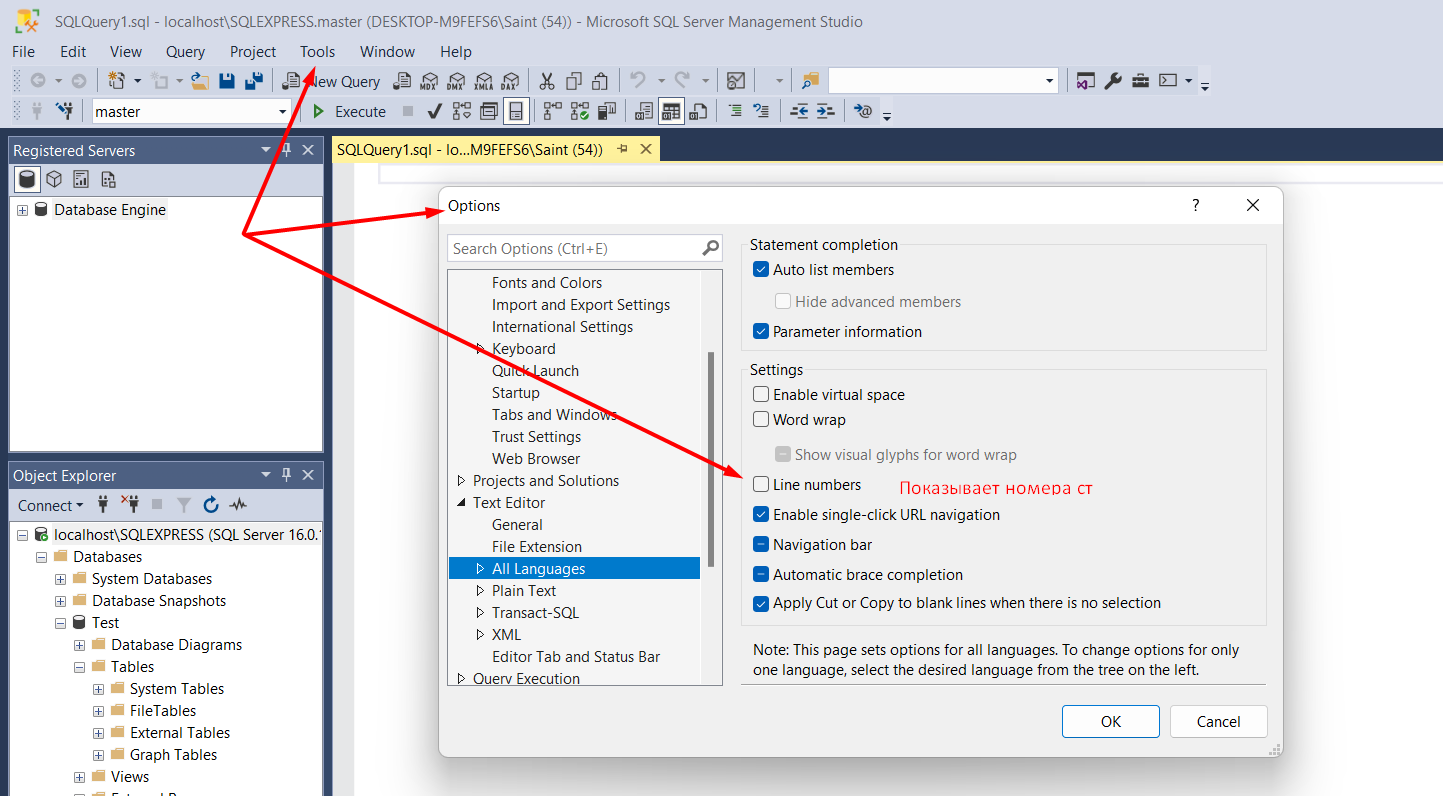 SQLQuery1.sql - localhost\SQLEXPRESS.master (DESKTOP-M9FEFS6\Saint (54)) - Microsoft SQL Server Management Studio
File Edit View Query Project Tools Window Help
New Query MDX DMX XMLA DAX
master Execute
Registered Servers
Database Engine
SQLQuery1.sql - lo...M9FEFS6\Saint (54))
Object Explorer
Connect
localhost\SQLEXPRESS (SQL Server 16.0.1
Databases
System Databases
Database Snapshots
Test
Database Diagrams
Tables
System Tables
FileTables
External Tables
Graph Tables
Views
Options ?
Search Options (Ctrl+E)
Fonts and Colors
Import and Export Settings
International Settings
Keyboard
Quick Launch
Startup
Tabs and Windows
Trust Settings
Web Browser
Projects and Solutions
Text Editor
General
File Extension
All Languages
Plain Text
Transact-SQL
XML
Editor Tab and Status Bar
Query Execution
Statement completion
Auto list members
Hide advanced members
Parameter information
Settings
Enable virtual space
Word wrap
Show visual glyphs for word wrap
Line numbers Показывает номера ст
Enable single-click URL navigation
Navigation bar
Automatic brace completion
Apply Cut or Copy to blank lines when there is no selection
Note: This page sets options for all languages. To change options for only
one language, select the desired language from the tree on the left.
OK Cancel